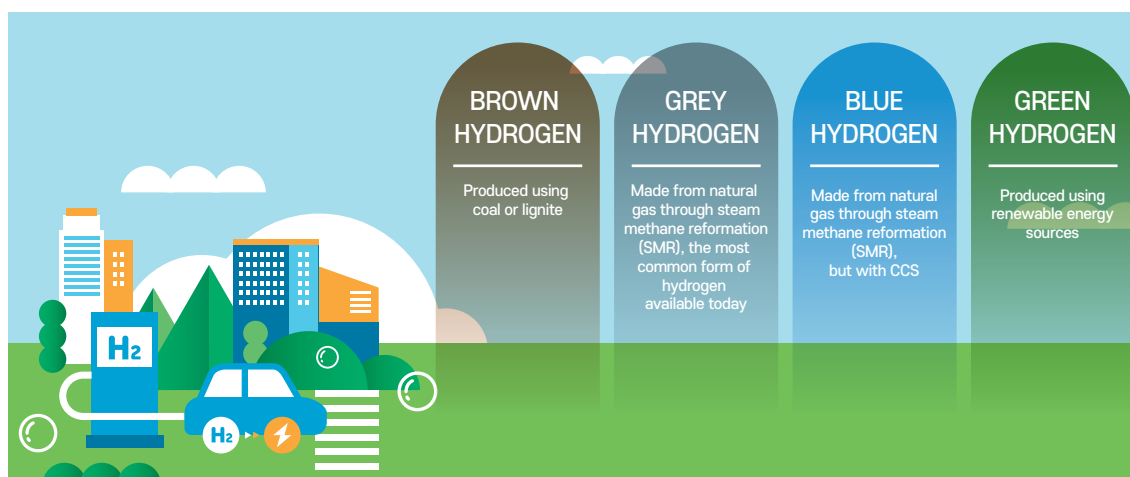 BROWN
HYDROGEN
Produced using
coal or lignite
GREY
HYDROGEN
Made from natural
gas through steam
methane reformation
(SMR), the most
common form of
hydrogen
available today
BLUE
HYDROGEN
Made from natural
gas through steam
methane reformation
(SMR),
but with CCS
GREEN
HYDROGEN
Produced using
renewable energy
sources
H2
H2